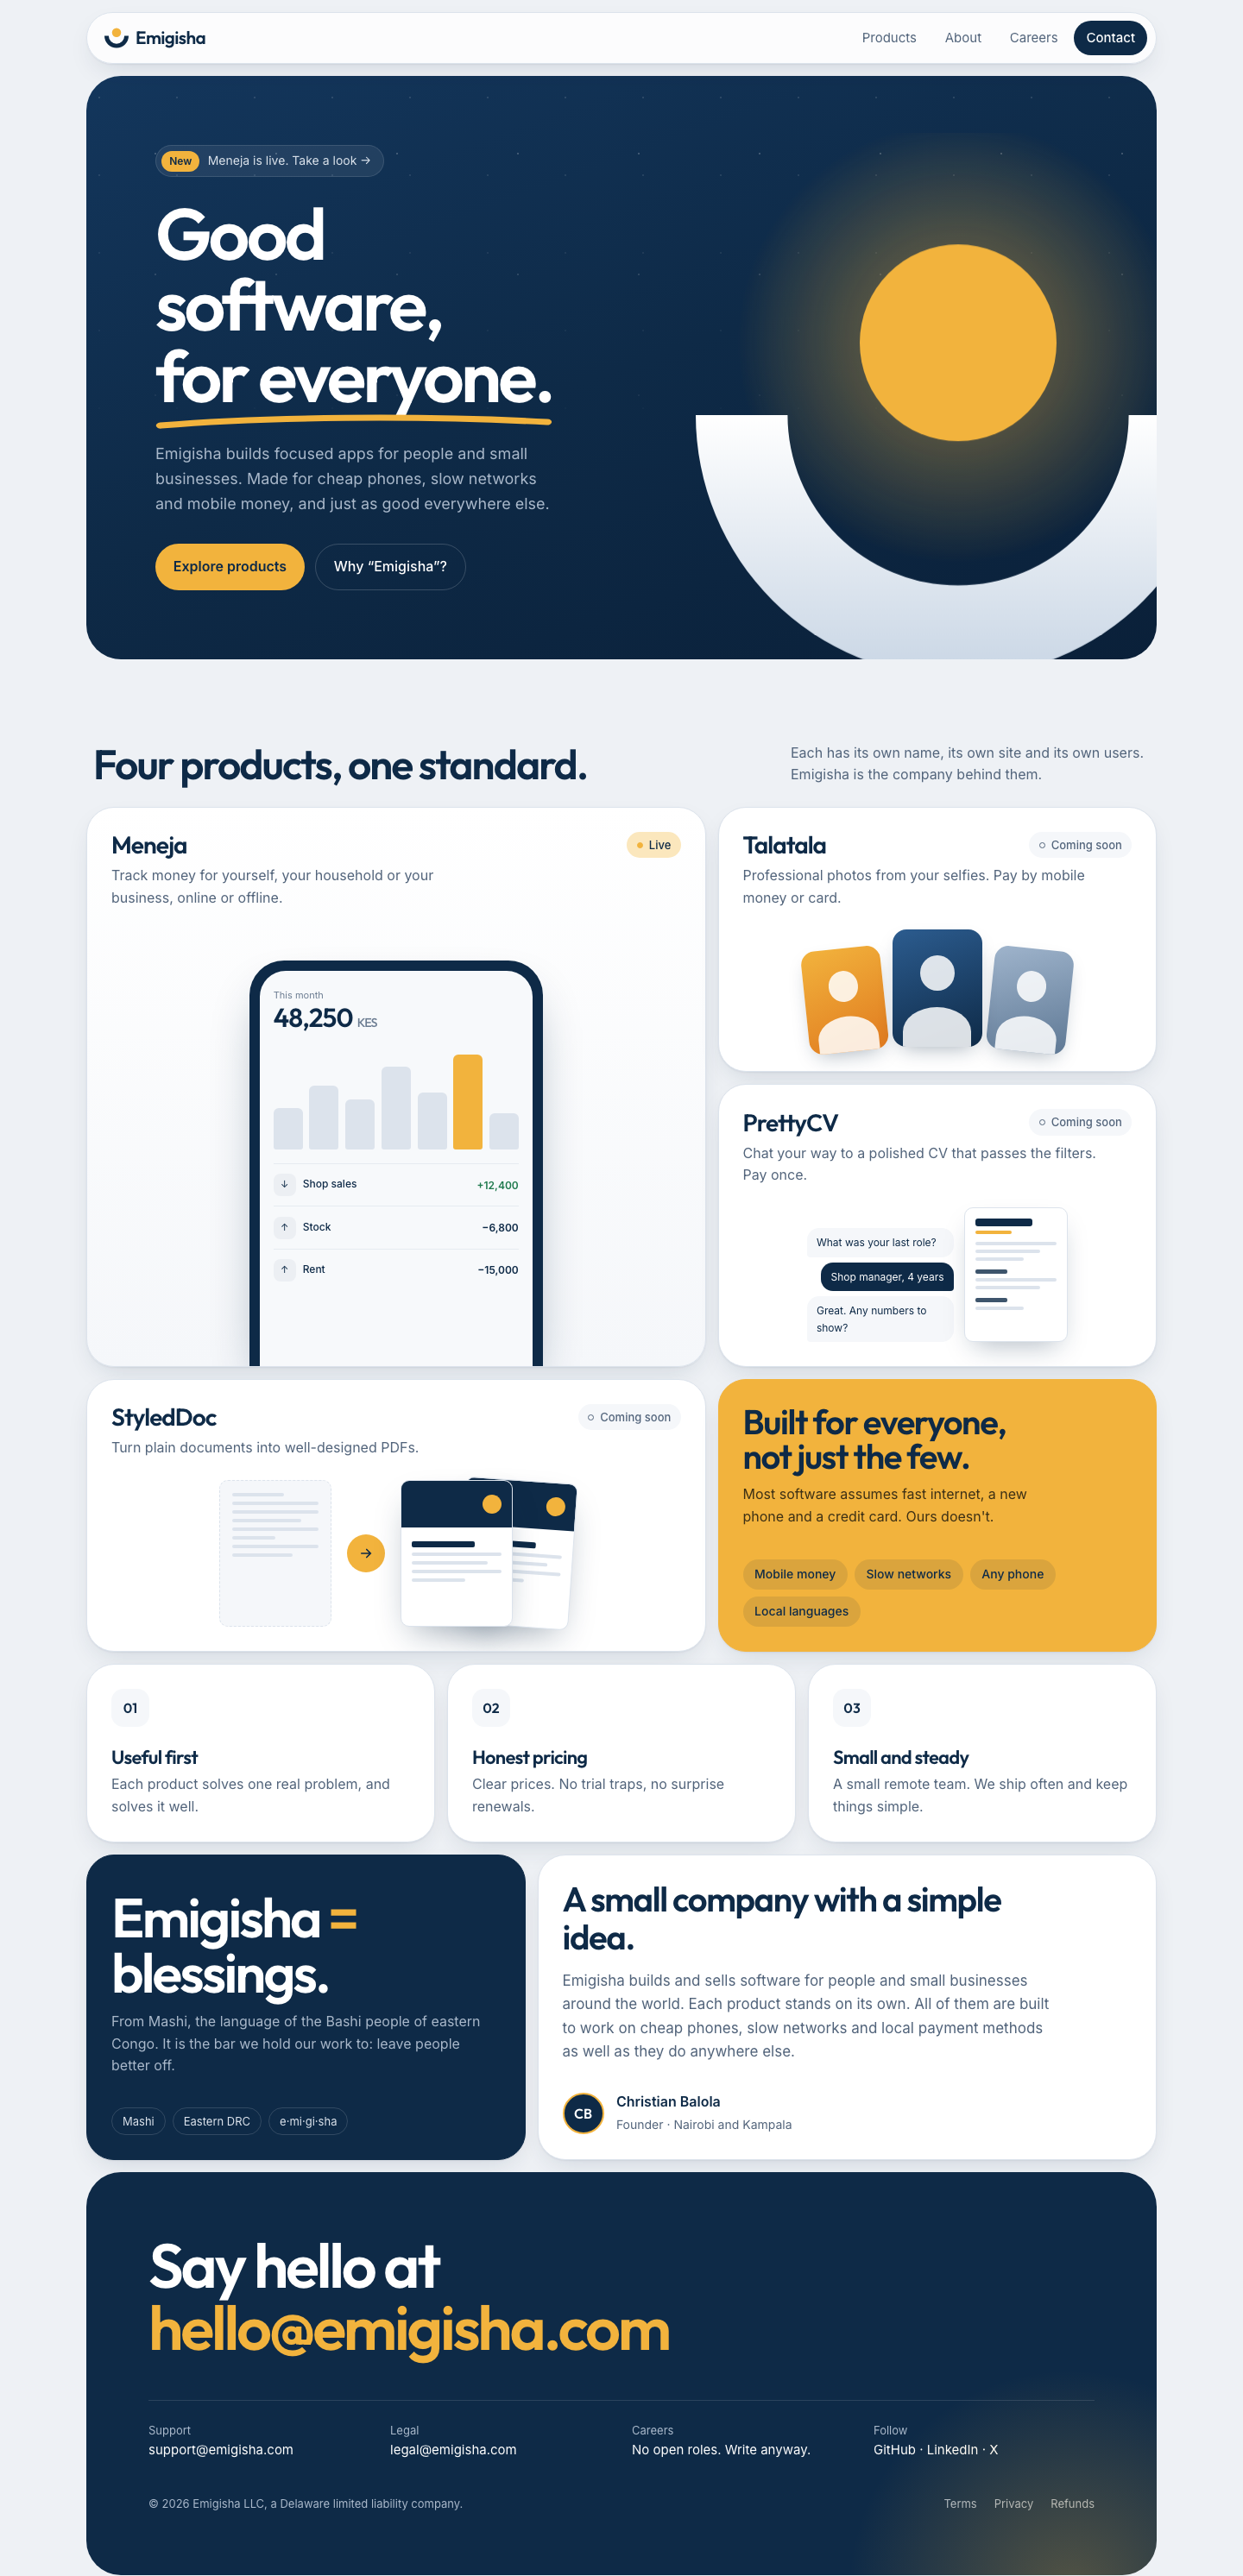 Emigisha
Products
About
Careers
Contact
New Meneja is live. Take a look →
Good
software,
for everyone.
Emigisha builds focused apps for people and small
businesses. Made for cheap phones, slow networks
and mobile money, and just as good everywhere else.
Explore products
Why “Emigisha”?
Four products, one standard.
Each has its own name, its own site and its own users.
Emigisha is the company behind them.
Meneja
Live
Track money for yourself, your household or your
business, online or offline.
This month
48,250 KES
↓ Shop sales +12,400
↑ Stock −6,800
↑ Rent −15,000
Talatala
Coming soon
Professional photos from your selfies. Pay by mobile
money or card.
PrettyCV
Coming soon
Chat your way to a polished CV that passes the filters.
Pay once.
What was your last role?
Shop manager, 4 years
Great. Any numbers to
show?
StyledDoc
Coming soon
Turn plain documents into well-designed PDFs.
→
Built for everyone,
not just the few.
Most software assumes fast internet, a new
phone and a credit card. Ours doesn't.
Mobile money
Slow networks
Any phone
Local languages
01
Useful first
Each product solves one real problem, and
solves it well.
02
Honest pricing
Clear prices. No trial traps, no surprise
renewals.
03
Small and steady
A small remote team. We ship often and keep
things simple.
Emigisha =
blessings.
From Mashi, the language of the Bashi people of eastern
Congo. It is the bar we hold our work to: leave people
better off.
Mashi
Eastern DRC
e·mi·gi·sha
A small company with a simple
idea.
Emigisha builds and sells software for people and small businesses
around the world. Each product stands on its own. All of them are built
to work on cheap phones, slow networks and local payment methods
as well as they do anywhere else.
CB
Christian Balola
Founder · Nairobi and Kampala
Say hello at
hello@emigisha.com
Support
support@emigisha.com
Legal
legal@emigisha.com
Careers
No open roles. Write anyway.
Follow
GitHub · LinkedIn · X
© 2026 Emigisha LLC, a Delaware limited liability company.
Terms
Privacy
Refunds